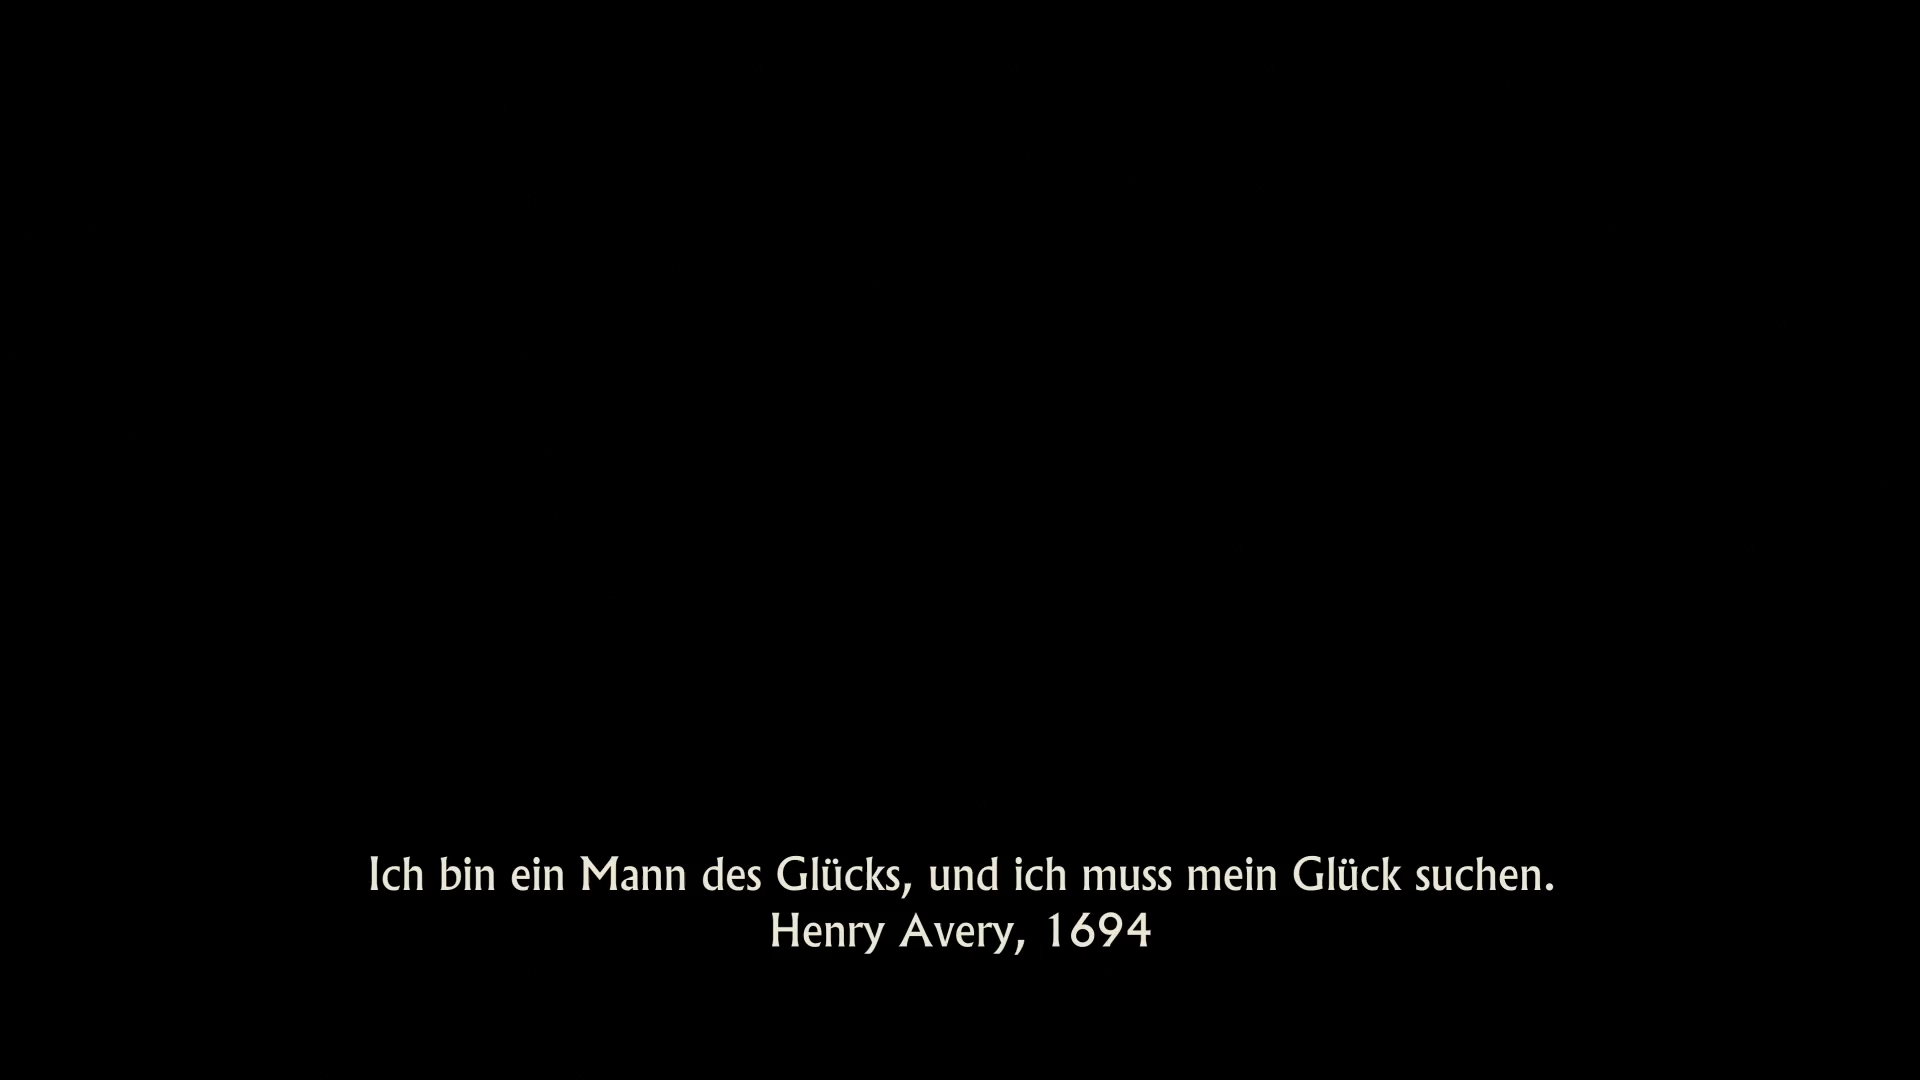 Ich bin ein Mann des Glücks, und ich muss mein Glück suchen.
Henry Avery, 1694